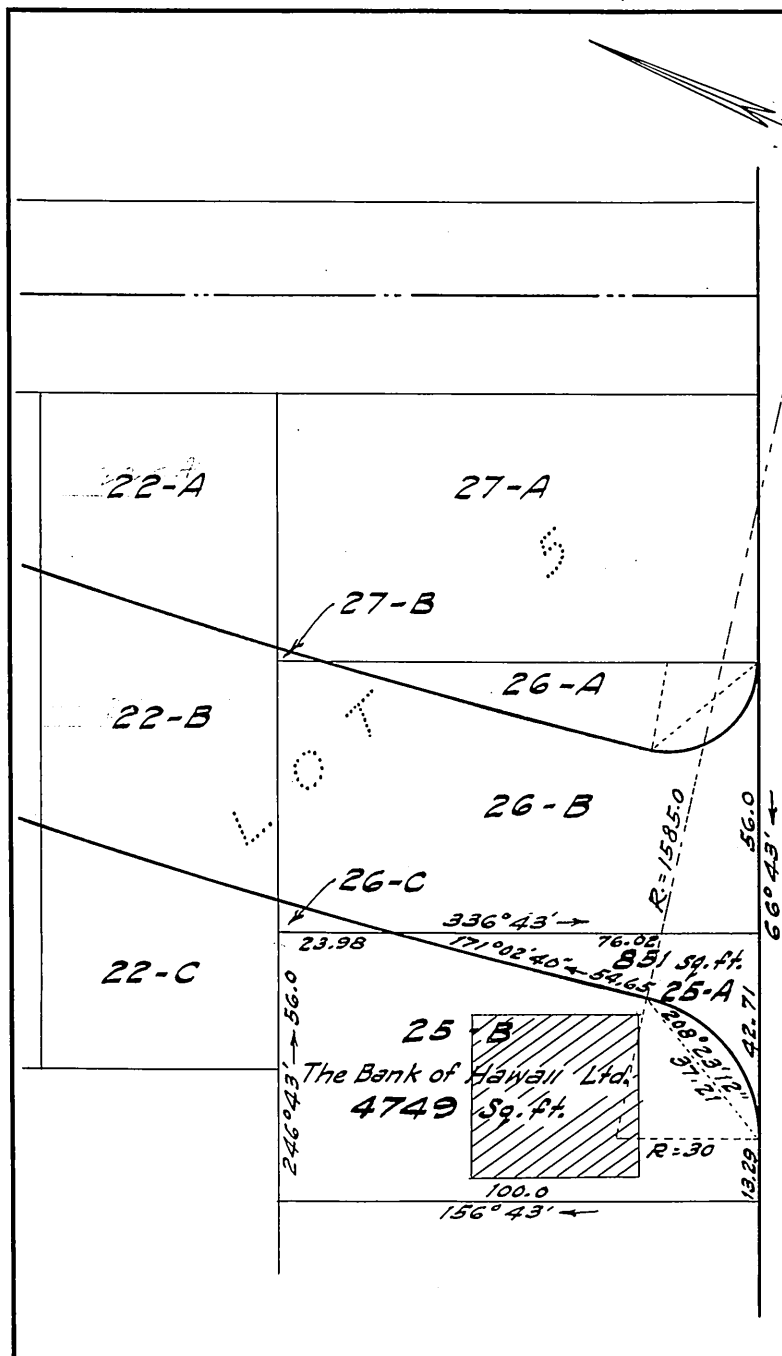 22-A
27-A
5
27-B
26-A
22-B
LOT
26-B
R=1585.0
56.0
66°43'
26-C
336°43'
23.98
76.02
171°02'40"
54.65
851 sq.ft.
25-A
22-C
42.71
56.0
246°43'
25-B
208°23'12"
37.21
The Bank of Hawaii Ltd.
4749 Sq.ft.
R=30
13.29
100.0
156°43'